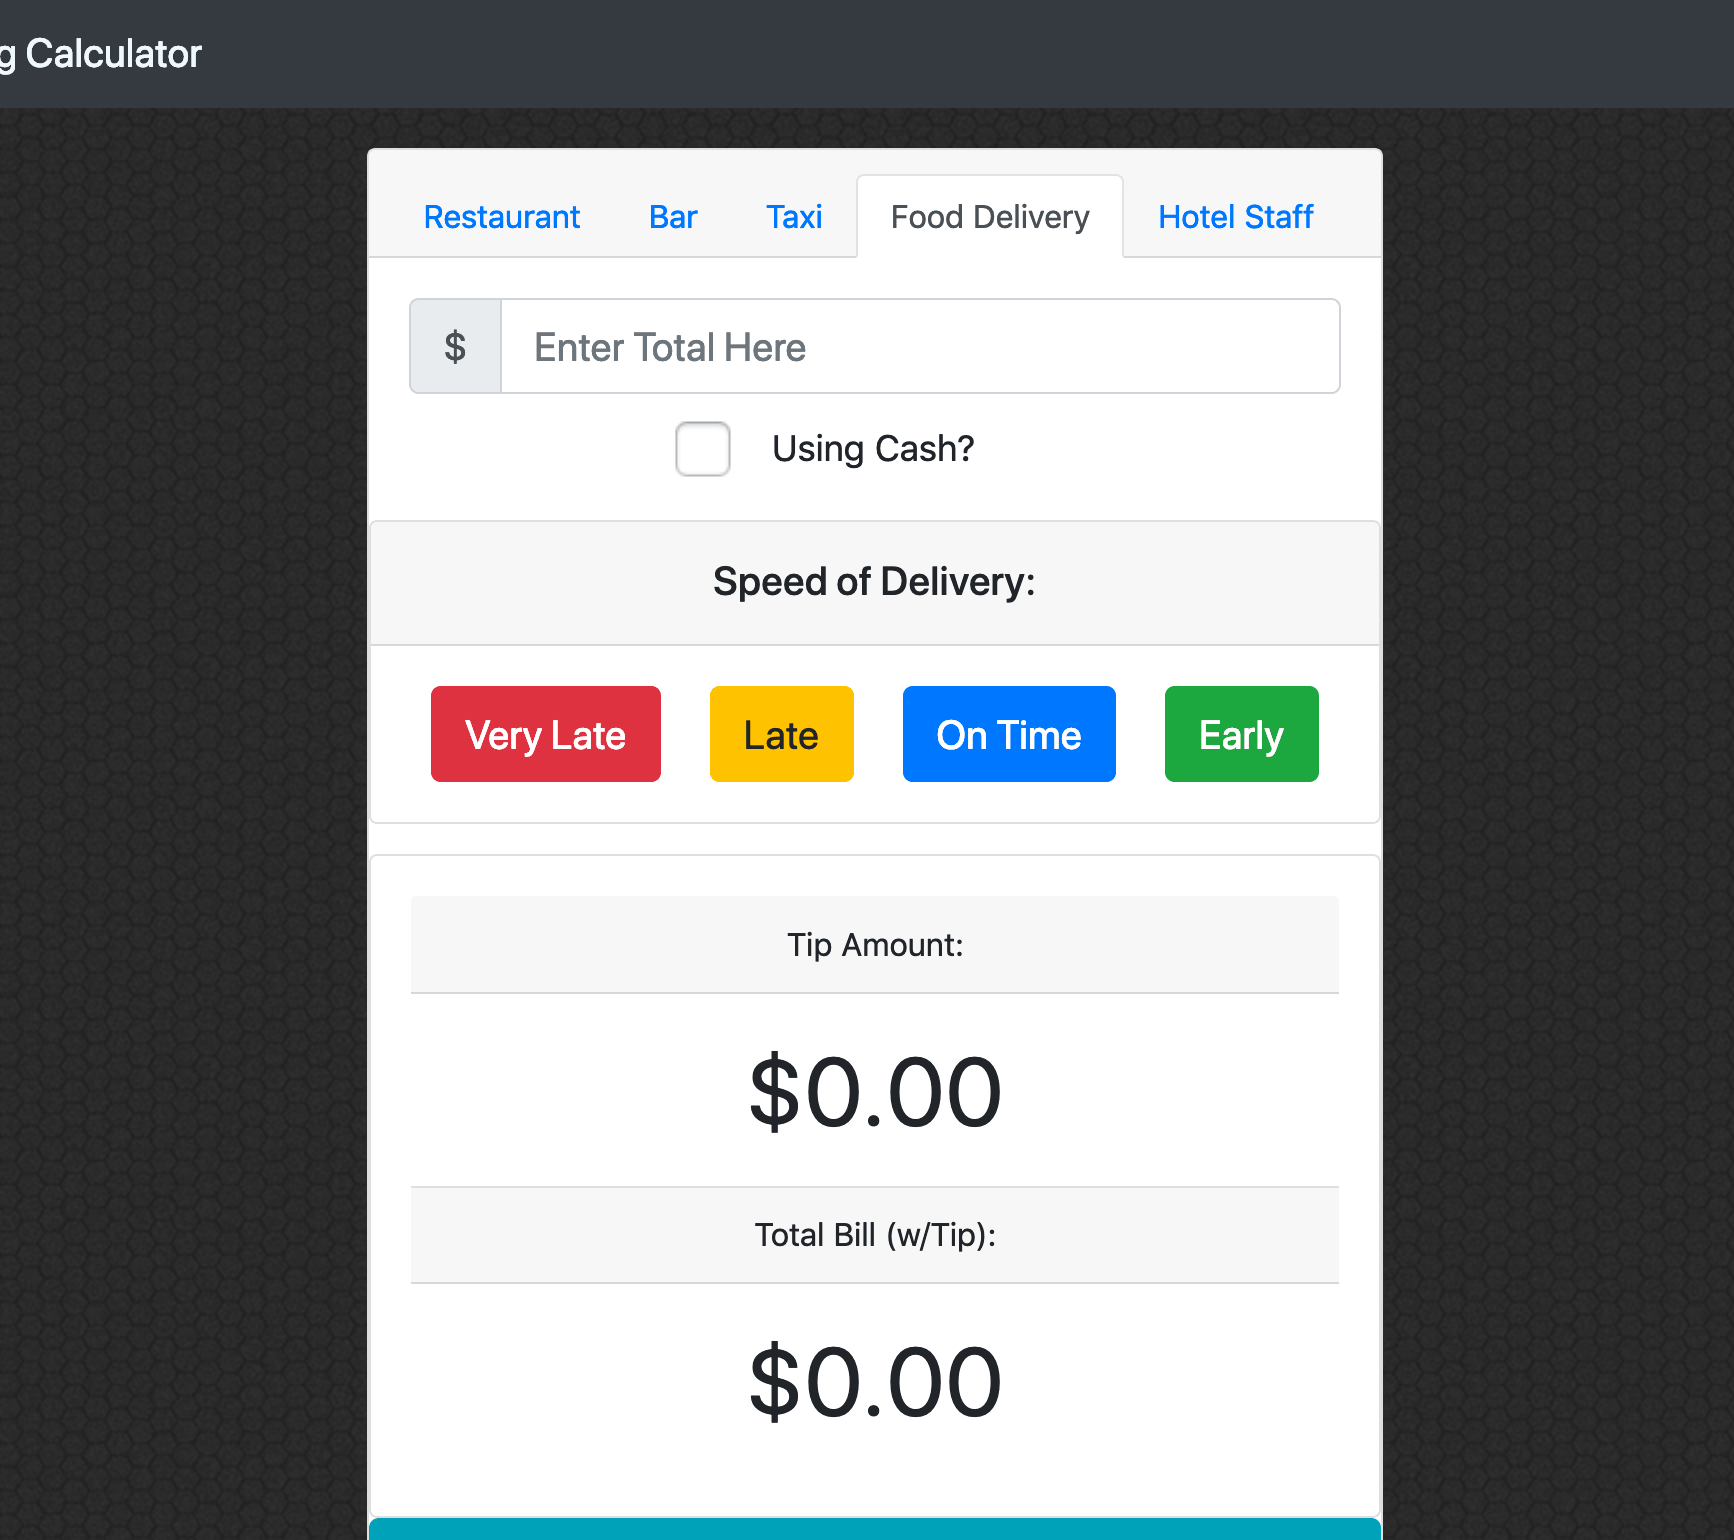 g Calculator
Restaurant Bar Taxi Food Delivery Hotel Staff
$ Enter Total Here
Using Cash?
Speed of Delivery:
Very Late Late On Time Early
Tip Amount:
$0.00
Total Bill (w/Tip):
$0.00